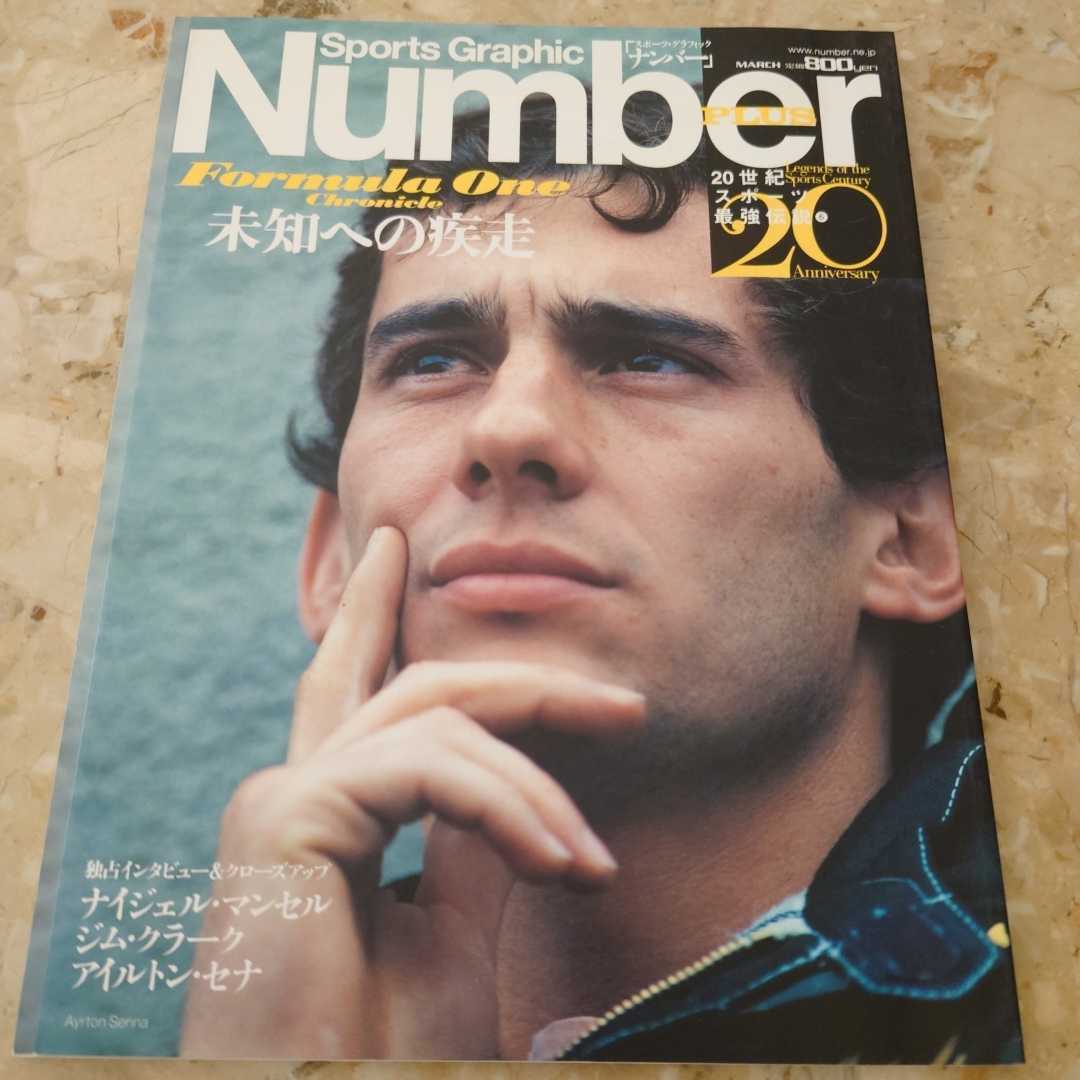 Sports Graphic
スポーツ・グラフィック
「ナンバー」
www.number.ne.jp
MARCH 定価800yen
Number
PLUS
Formula One
Chronicle
未知への疾走
Legends of the
Sports Century
20世紀
スポーツ
最強伝説
20
Anniversary
独占インタビュー&クローズアップ
ナイジェル・マンセル
ジム・クラーク
アイルトン・セナ
Ayrton Senna